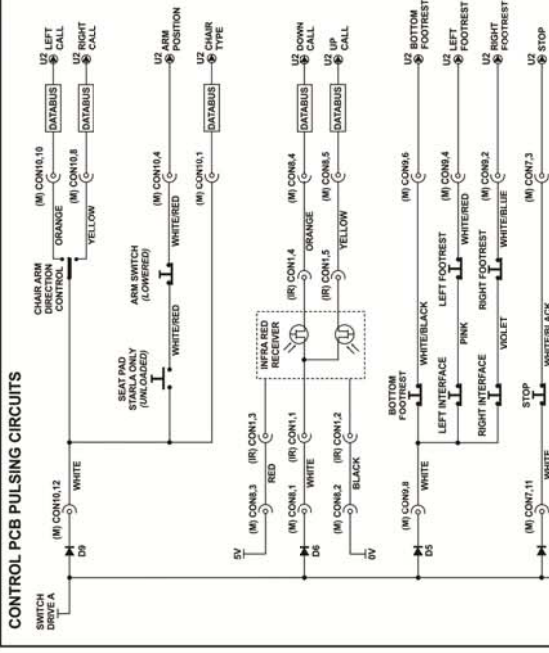 CONTROL PCB PULSING CIRCUITS
SWITCH
DRIVE A
D9
(M) CON10,12
WHITE
CHAIR ARM
DIRECTION
CONTROL
ORANGE
(M) CON10,10
DATABUS
U2 LEFT
CALL
YELLOW
(M) CON10,8
DATABUS
U2 RIGHT
CALL
SEAT PAD
STARLA ONLY
(UNLOADED)
WHITE/RED
ARM SWITCH
(LOWERED)
WHITE/RED
(M) CON10,4
U2 ARM
POSITION
(M) CON10,1
DATABUS
U2 CHAIR
TYPE
5V
(M) CON8,3
RED
(IR) CON1,3
D6
(M) CON8,1
WHITE
(IR) CON1,1
0V
(M) CON8,2
BLACK
(IR) CON1,2
INFRA RED
RECEIVER
(IR) CON1,4
ORANGE
(M) CON8,4
DATABUS
U2 DOWN
CALL
(IR) CON1,5
YELLOW
(M) CON8,5
DATABUS
U2 UP
CALL
D5
(M) CON9,8
WHITE
BOTTOM
FOOTREST
WHITE/BLACK
(M) CON9,6
U2 BOTTOM
FOOTREST
LEFT INTERFACE
PINK
LEFT FOOTREST
WHITE/RED
(M) CON9,4
U2 LEFT
FOOTREST
RIGHT INTERFACE
VIOLET
RIGHT FOOTREST
WHITE/BLUE
(M) CON9,2
U2 RIGHT
FOOTREST
(M) CON7,11
WHITE
STOP
WHITE/BLACK
(M) CON7,3
U2 STOP